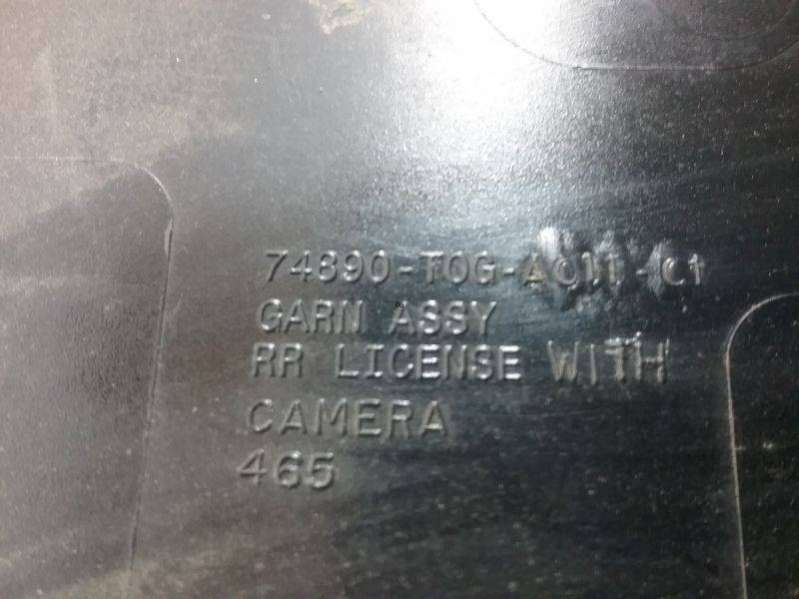 74890-T0G-A011-C1
GARN ASSY
RR LICENSE WITH
CAMERA
465